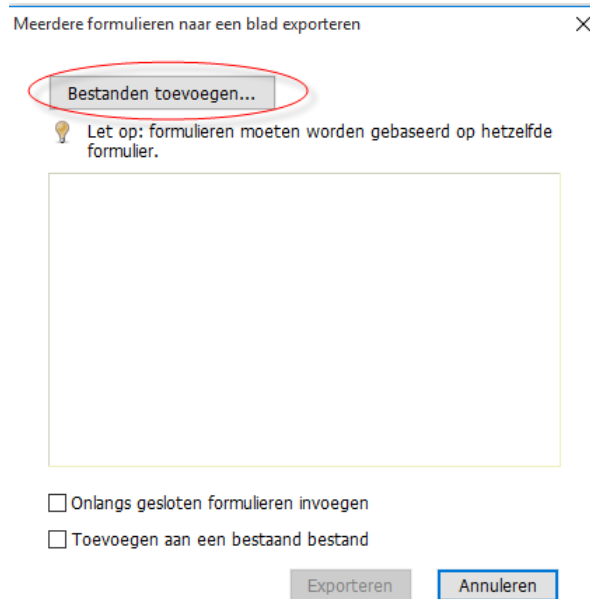 Meerdere formulieren naar een blad exporteren
Bestanden toevoegen...
Let op: formulieren moeten worden gebaseerd op hetzelfde
formulier.
Onlangs gesloten formulieren invoegen
Toevoegen aan een bestaand bestand
Exporteren Annuleren